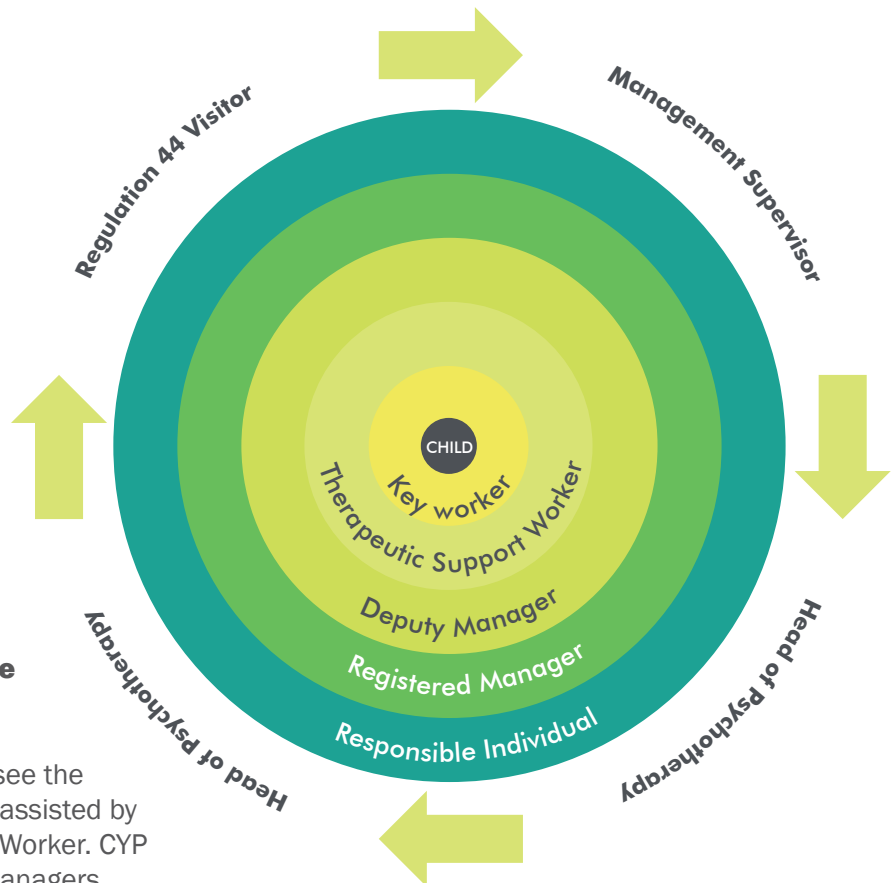 Regulation 44 Visitor
Management Supervisor
CHILD
Key worker
Therapeutic Support Worker
Deputy Manager
Registered Manager
Responsible Individual
Head of Psychotherapy
Head of Psychotherapy
see the
assisted by
Worker. CYP